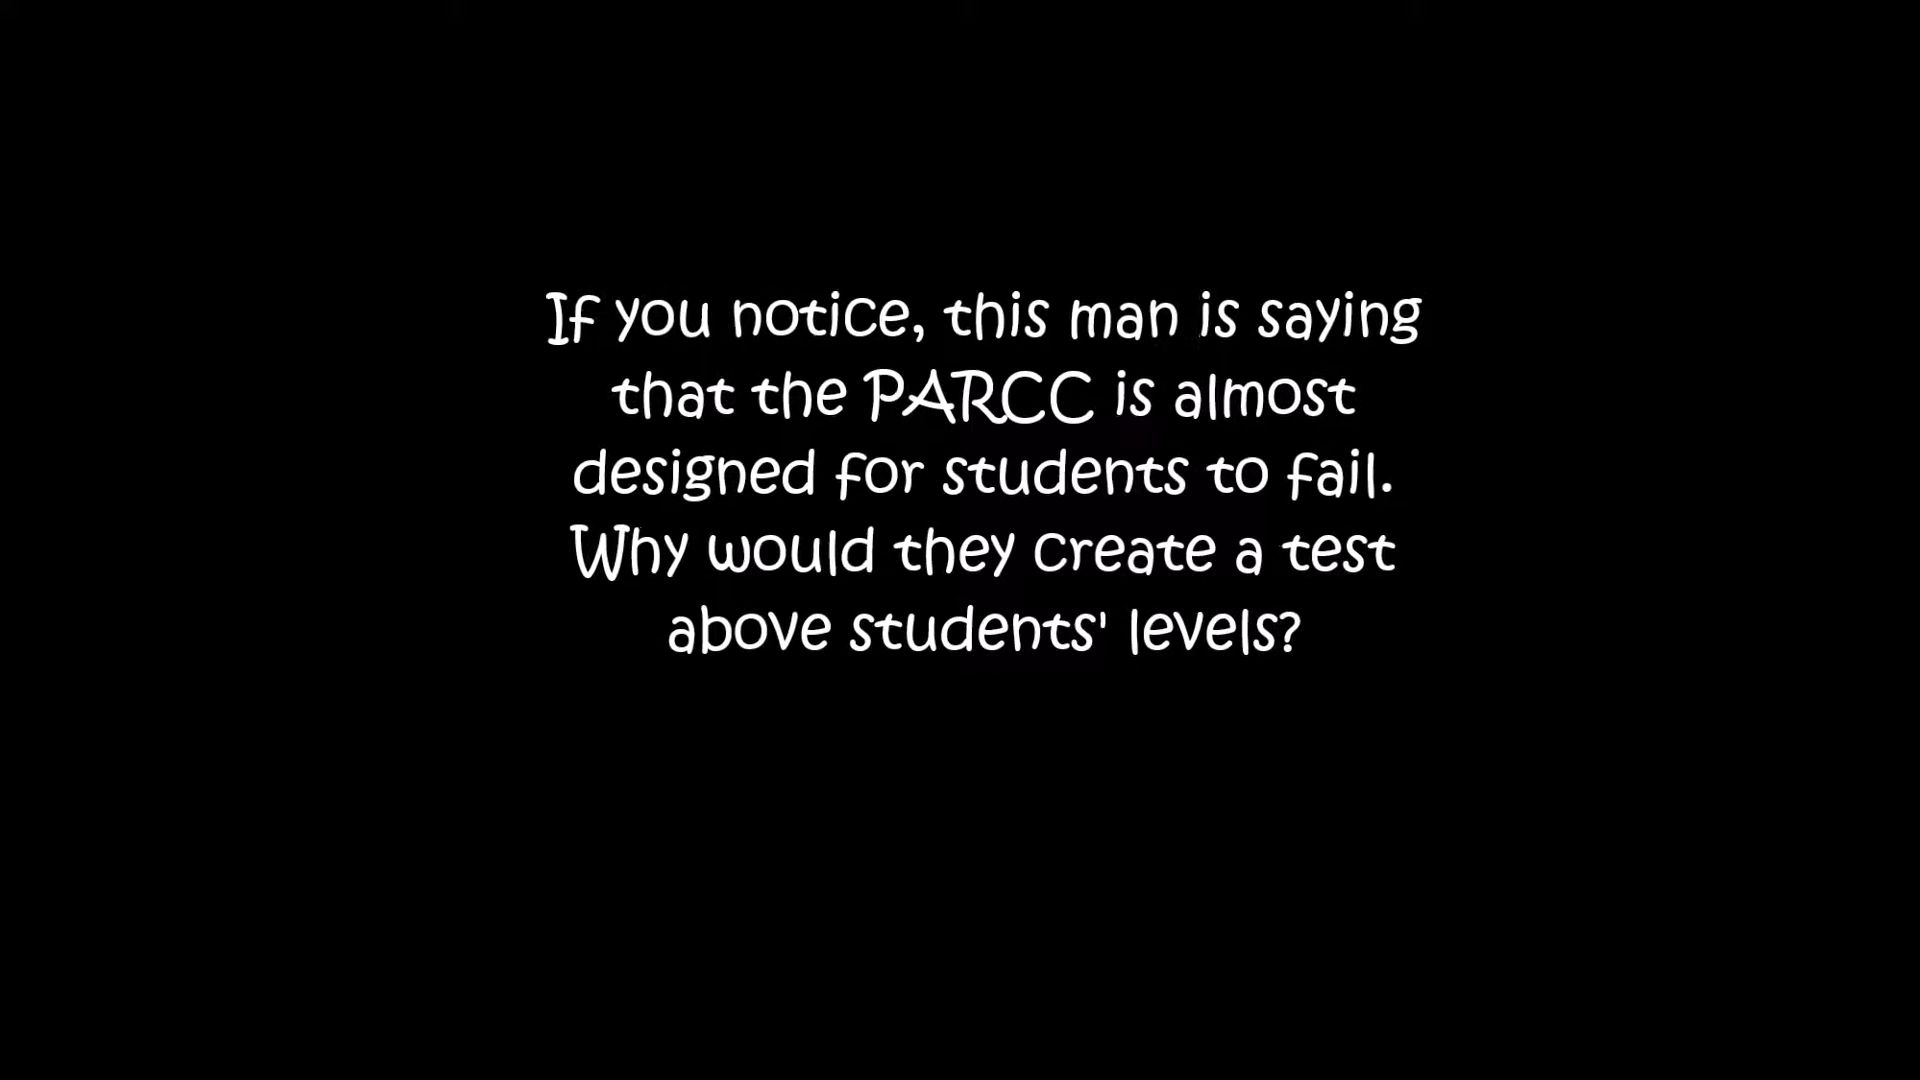 If you notice, this man is saying
that the PARCC is almost
designed for students to fail.
Why would they create a test
above students' levels?